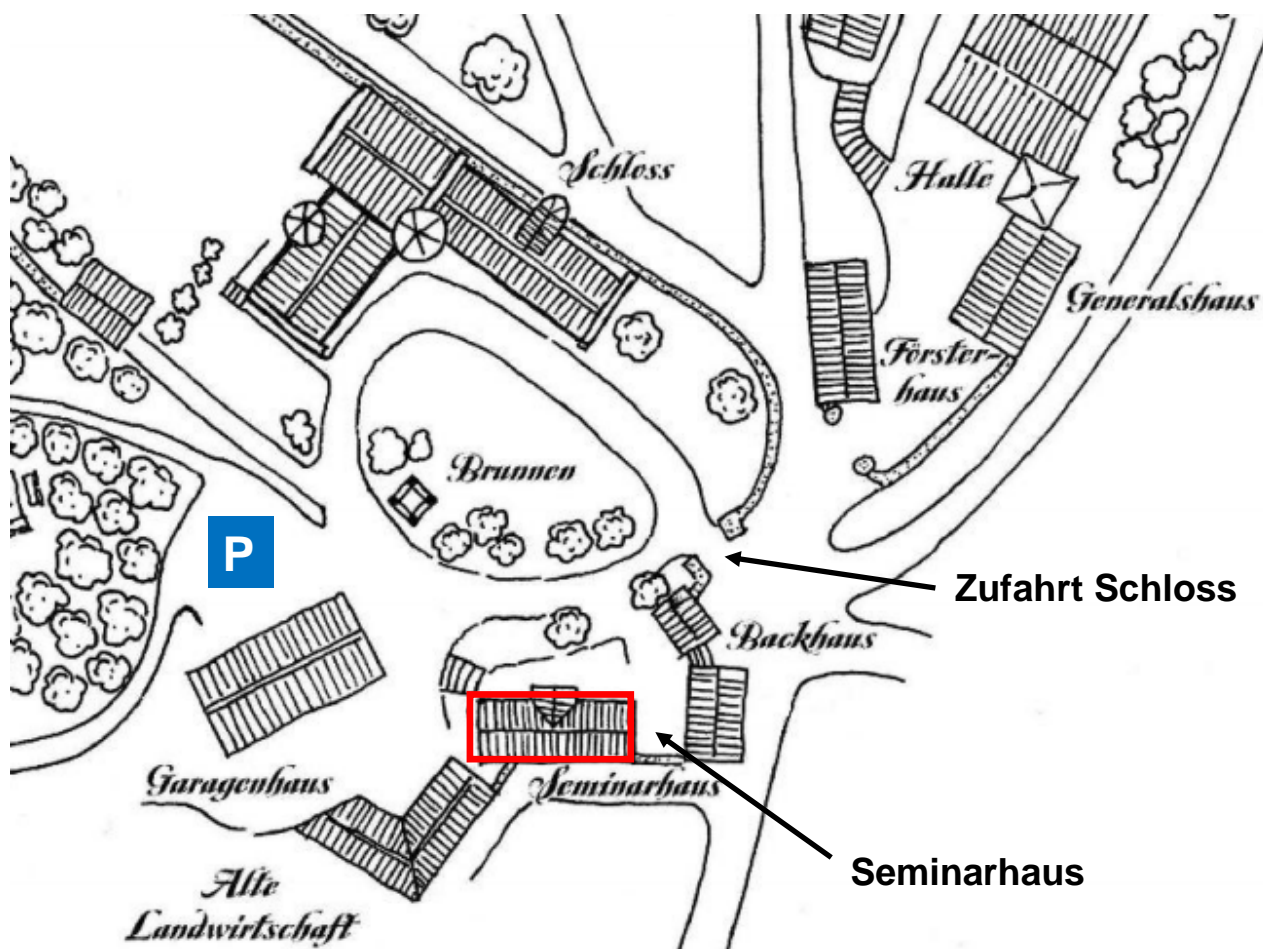 Schloss
Halle
Generalshaus
Förster-
haus
Brunnen
P
Zufahrt Schloss
Backhaus
Garagenhaus
Seminarhaus
Seminarhaus
Alte
Landwirtschaft